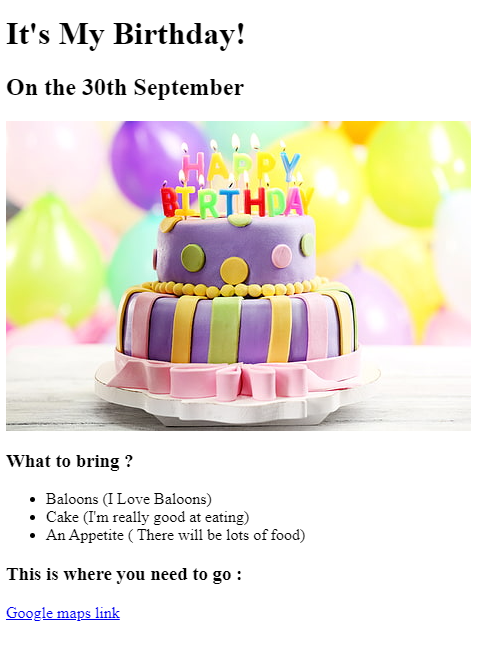 It's My Birthday!
On the 30th September
HAPPY
BIRTHDAY
What to bring ?
Baloons (I Love Baloons)
Cake (I'm really good at eating)
An Appetite ( There will be lots of food)
This is where you need to go :
Google maps link